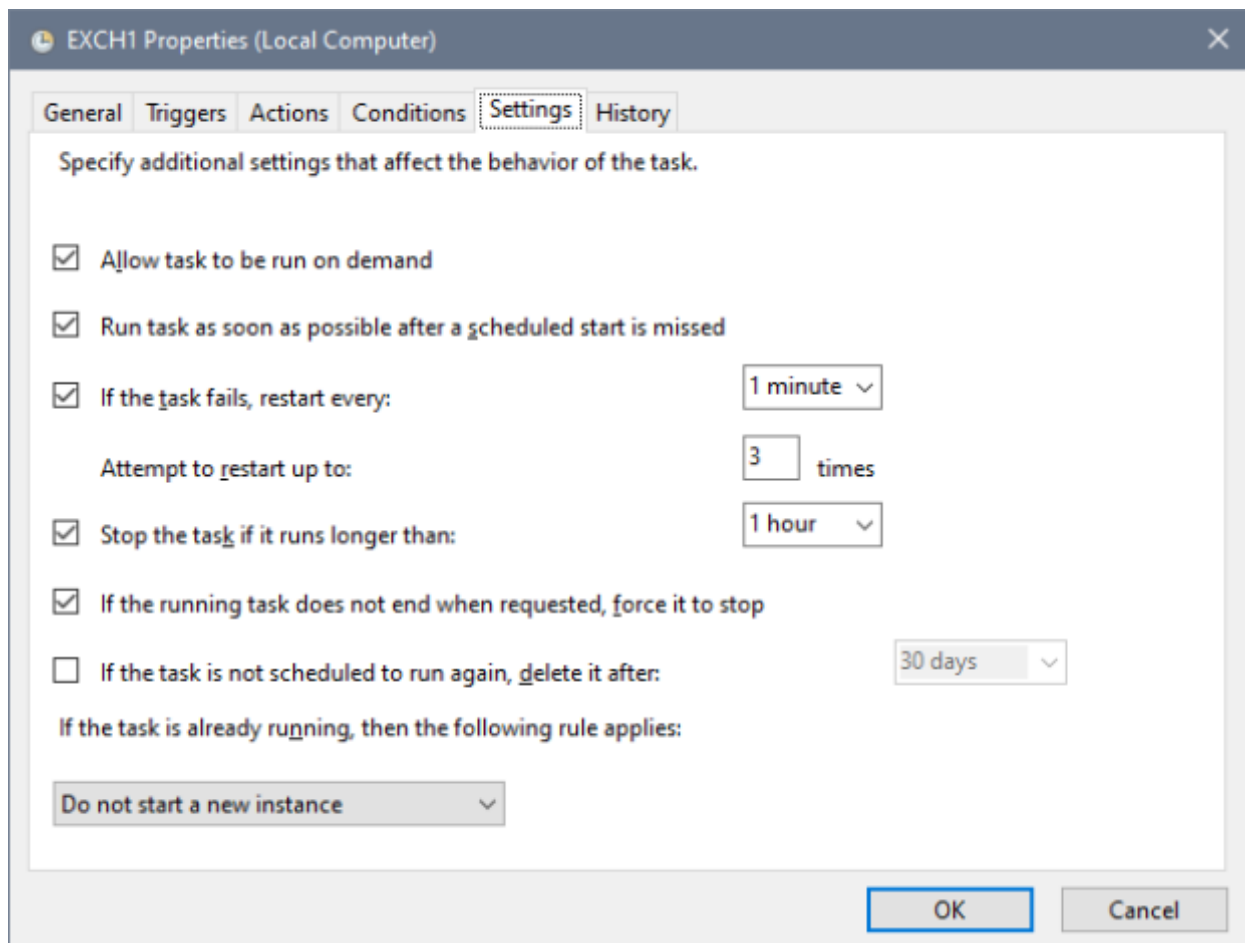 EXCH1 Properties (Local Computer)
General Triggers Actions Conditions Settings History
Specify additional settings that affect the behavior of the task.
Allow task to be run on demand
Run task as soon as possible after a scheduled start is missed
If the task fails, restart every: 1 minute
Attempt to restart up to: 3 times
Stop the task if it runs longer than: 1 hour
If the running task does not end when requested, force it to stop
If the task is not scheduled to run again, delete it after: 30 days
If the task is already running, then the following rule applies:
Do not start a new instance
OK Cancel